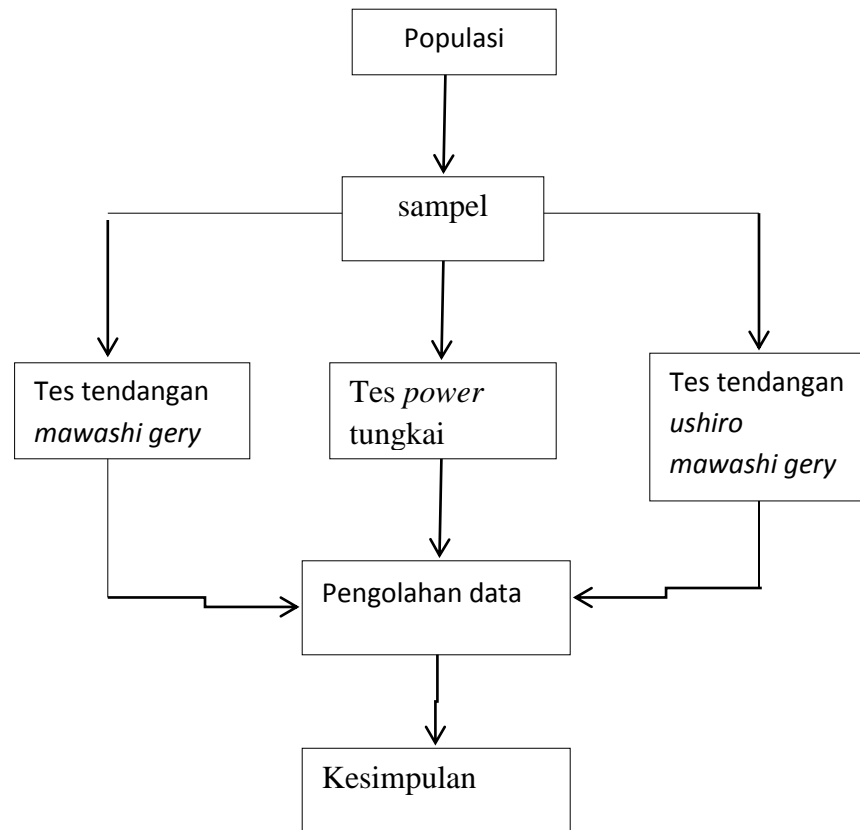 Populasi
sampel
Tes tendangan
mawashi gery
Tes power
tungkai
Tes tendangan
ushiro
mawashi gery
Pengolahan data
Kesimpulan